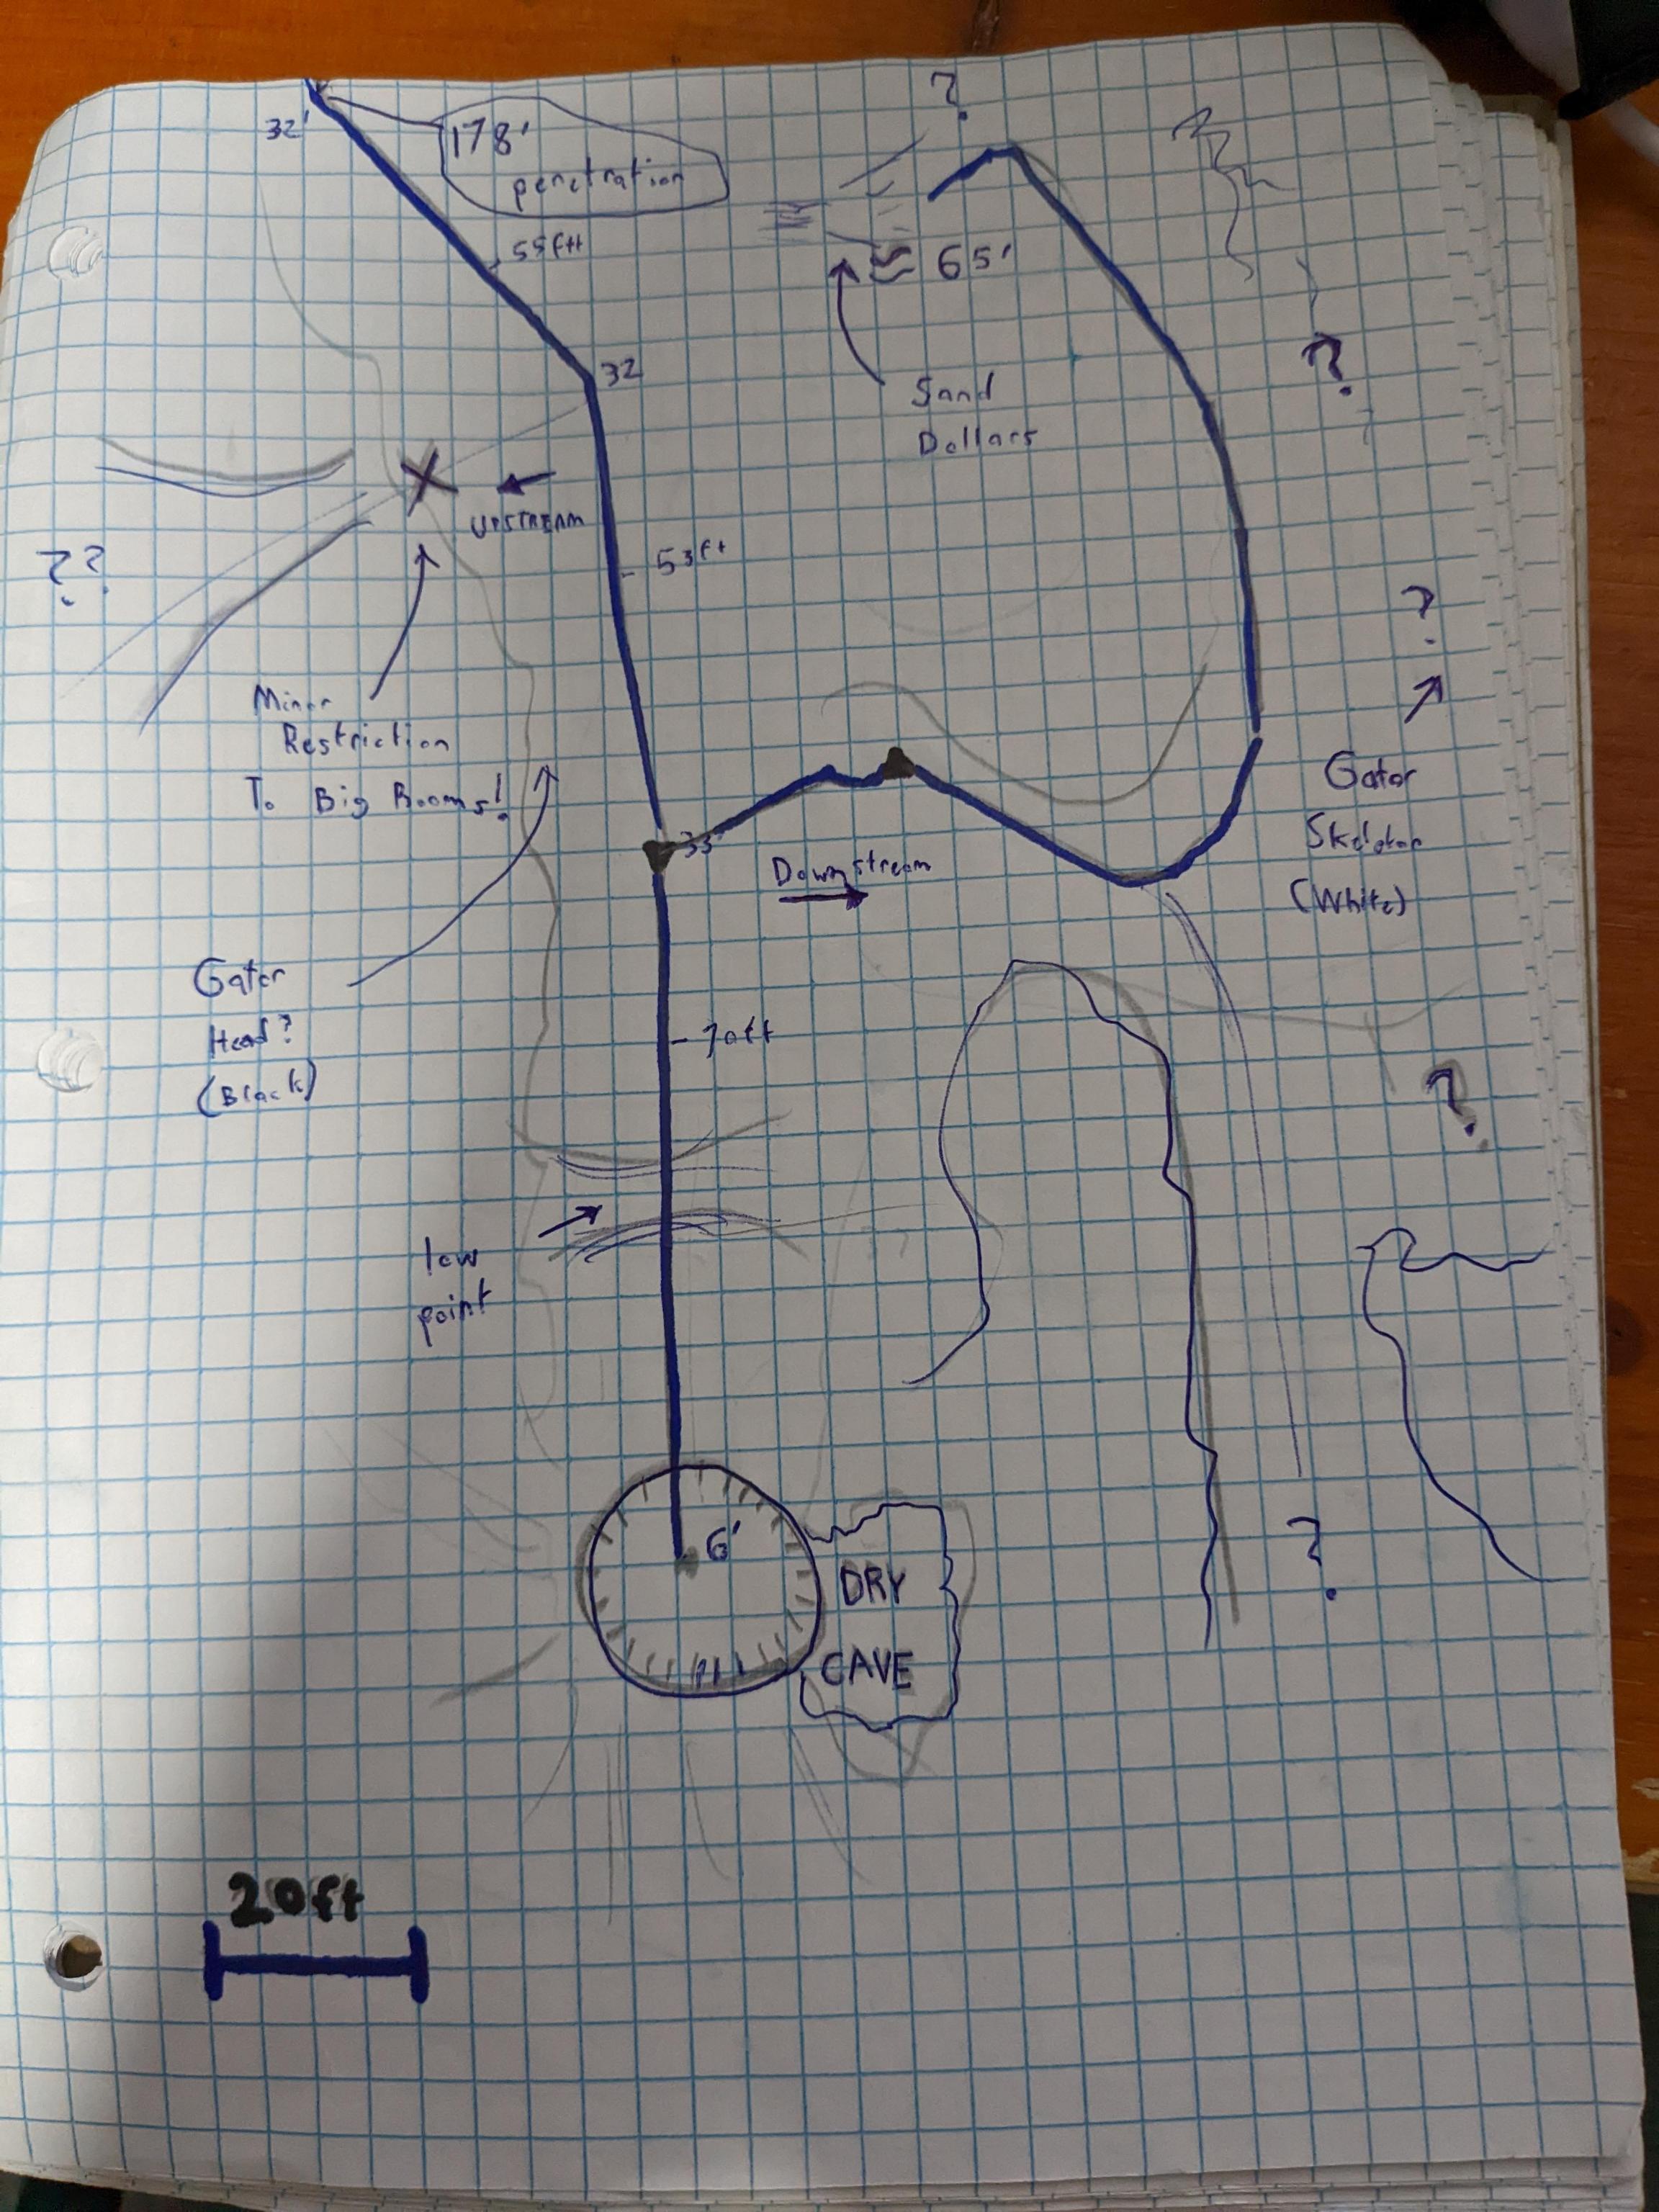 ?
32'
178'
penetration
55ft
≈ 65'
Sand
Dollars
?
32
UPSTREAM
53ft
??
?
Minor
Restriction
To Big Rooms!
Gator
Skeleton
(White)
33'
Downstream
Gator
Head?
(Black)
70ft
?
low
point
6'
DRY
CAVE
?
20ft